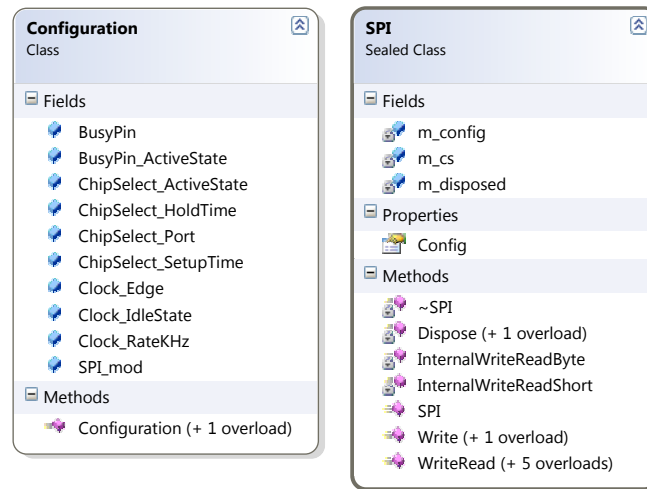 Configuration
Class
Fields
BusyPin
BusyPin_ActiveState
ChipSelect_ActiveState
ChipSelect_HoldTime
ChipSelect_Port
ChipSelect_SetupTime
Clock_Edge
Clock_IdleState
Clock_RateKHz
SPI_mod
Methods
Configuration (+ 1 overload)
SPI
Sealed Class
Fields
m_config
m_cs
m_disposed
Properties
Config
Methods
~SPI
Dispose (+ 1 overload)
InternalWriteReadByte
InternalWriteReadShort
SPI
Write (+ 1 overload)
WriteRead (+ 5 overloads)